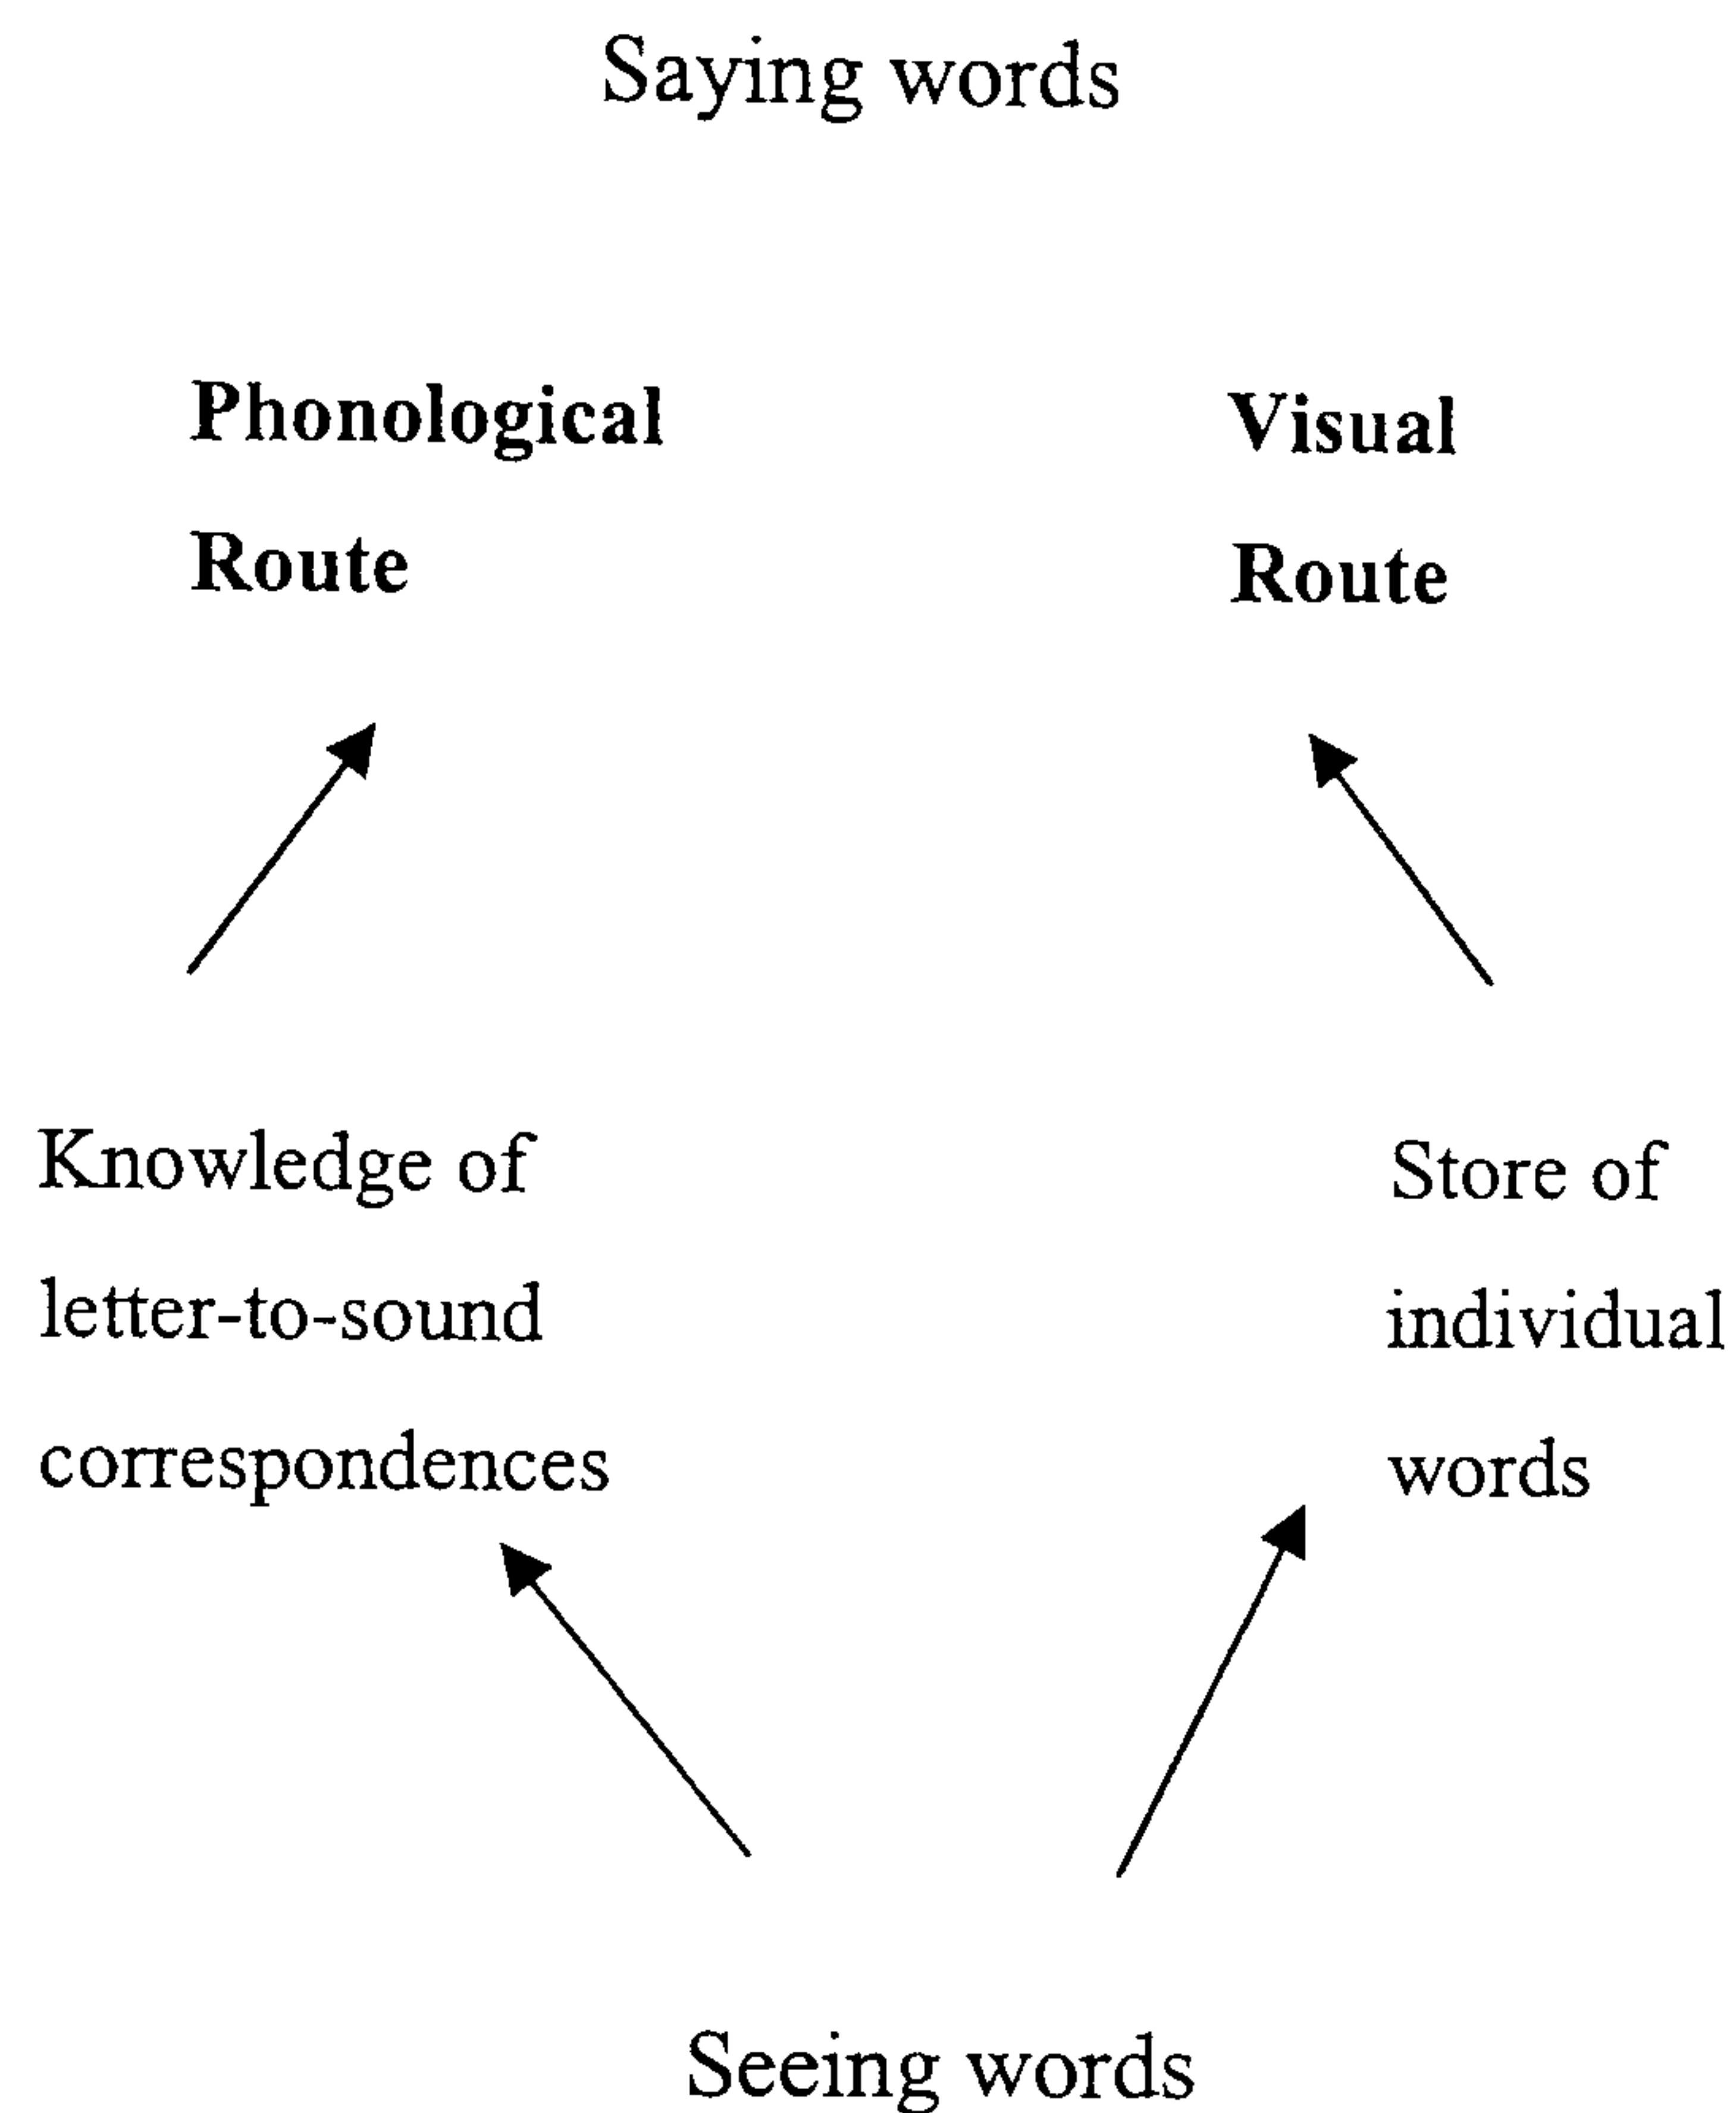 Saying words
Phonological
Route
Visual
Route
Knowledge of
letter-to-sound
correspondences
Store of
individual
words
Seeing words